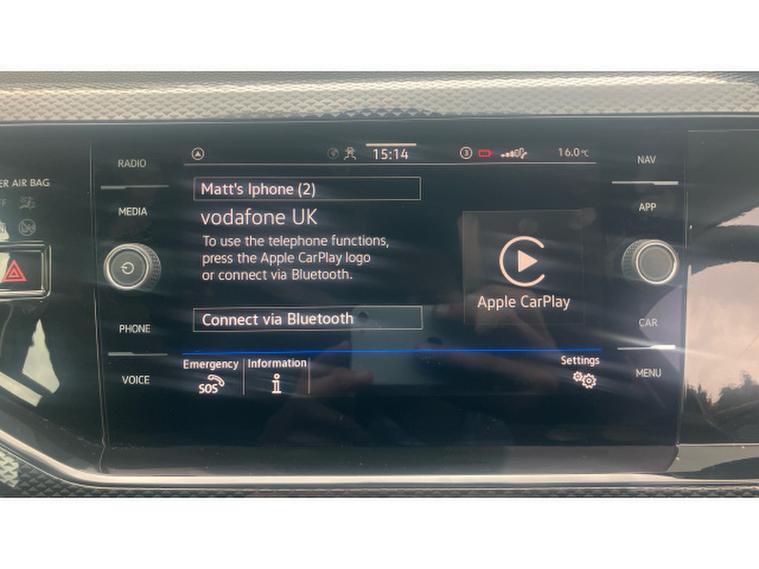 15:14
3
16.0°C
RADIO
MEDIA
PHONE
VOICE
ER AIR BAG
Matt's Iphone (2)
vodafone UK
To use the telephone functions,
press the Apple CarPlay logo
or connect via Bluetooth.
Connect via Bluetooth
Apple CarPlay
Emergency
SOS
Information
i
Settings
NAV
APP
CAR
MENU